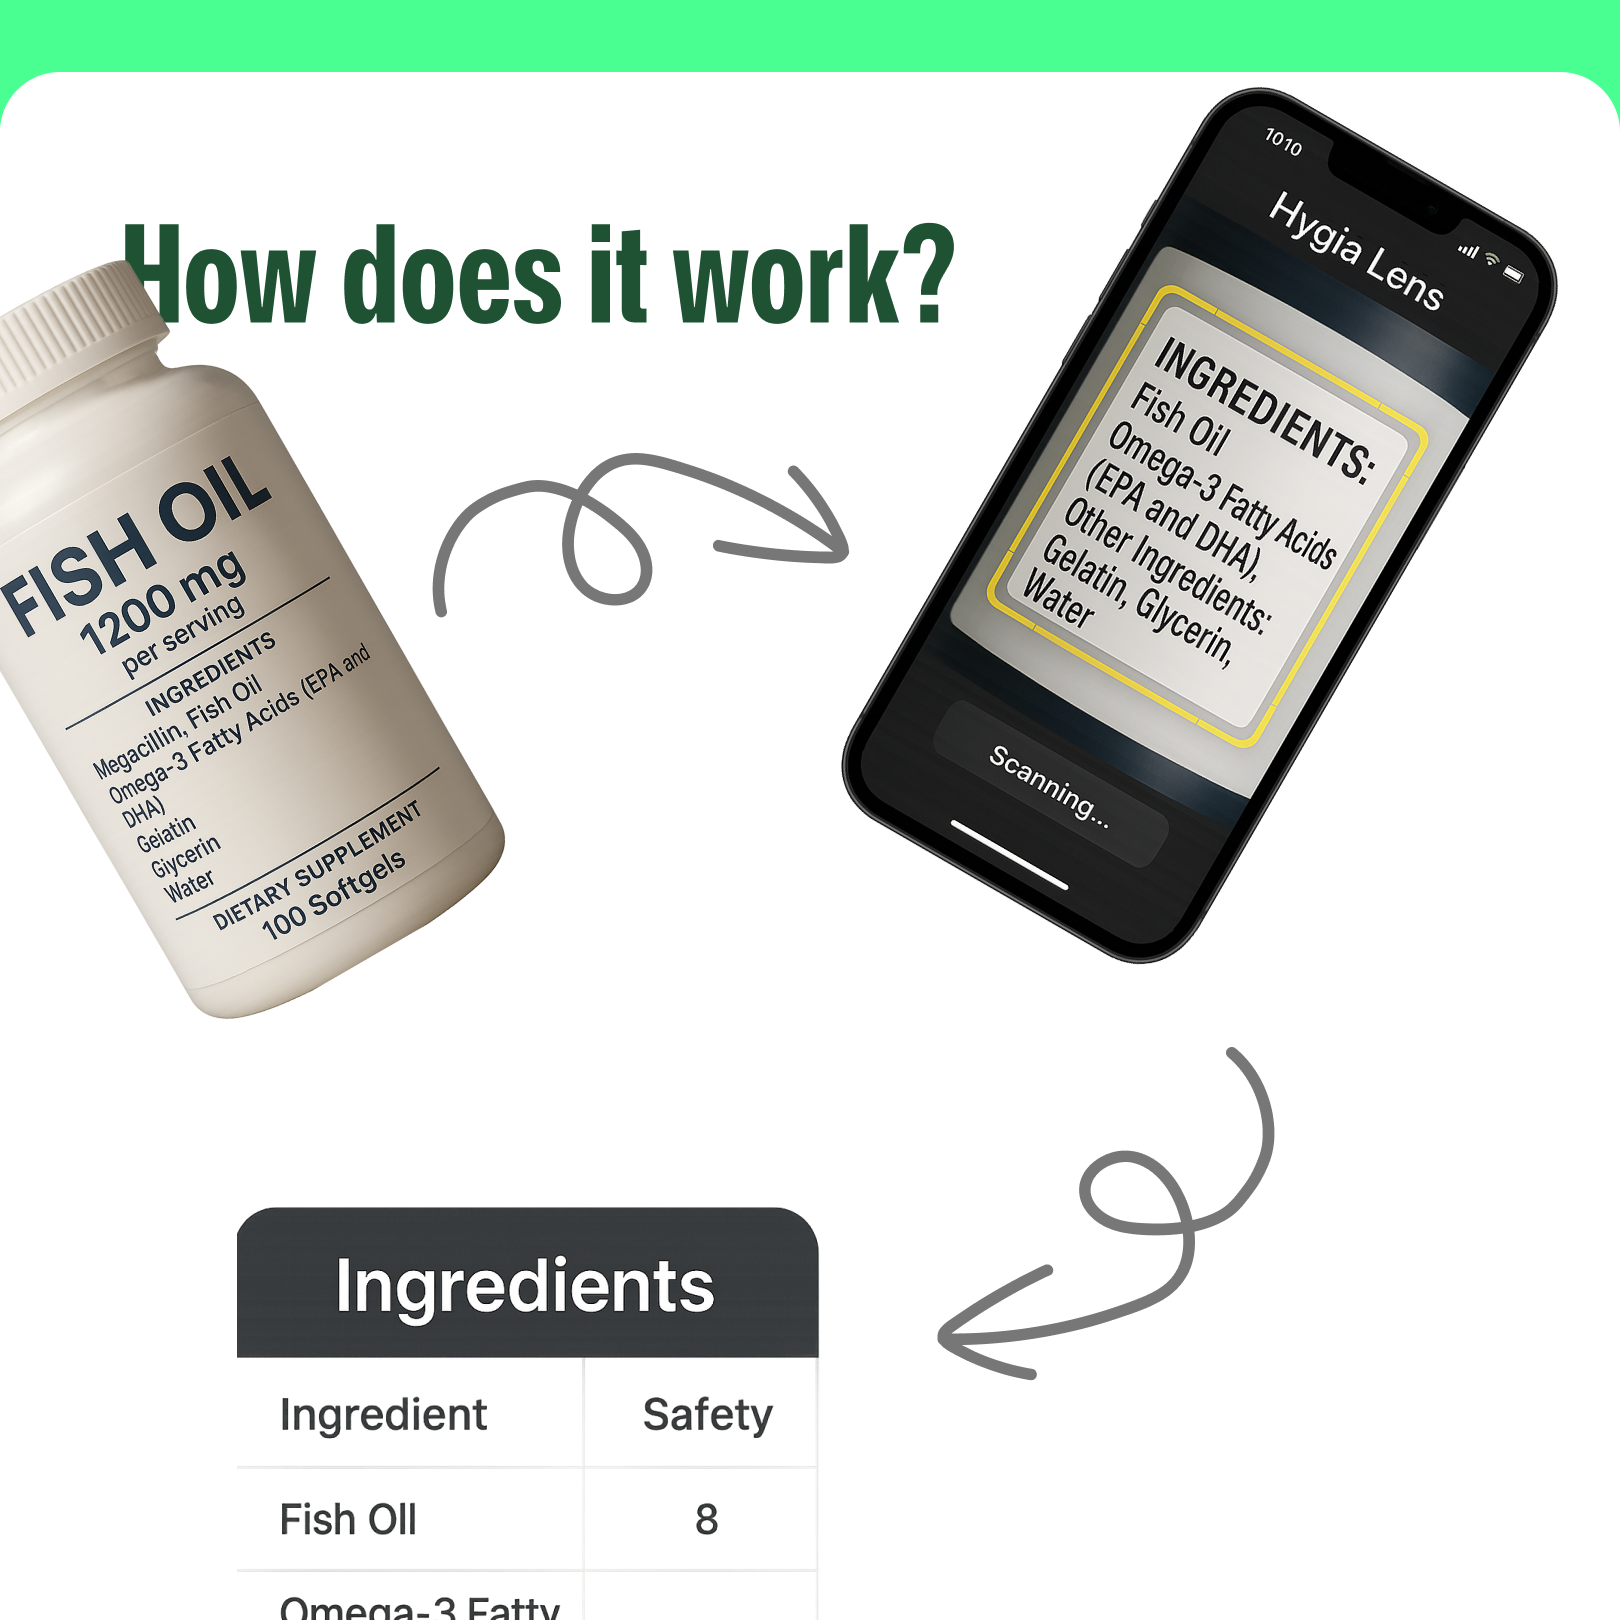 How does it work?
FISH OIL
1200 mg
per serving
INGREDIENTS
Megacillin, Fish Oil
Omega-3 Fatty Acids (EPA and
DHA)
Geiatin
Giycerin
Water
DIETARY SUPPLEMENT
100 Softgels
1010
Hygia Lens
INGREDIENTS:
Fish Oil
Omega-3 Fatty Acids
(EPA and DHA),
Other Ingredients:
Gelatin, Glycerin,
Water
Scanning...
Ingredients
Ingredient Safety
Fish Oll 8
Omega-3 Fatty